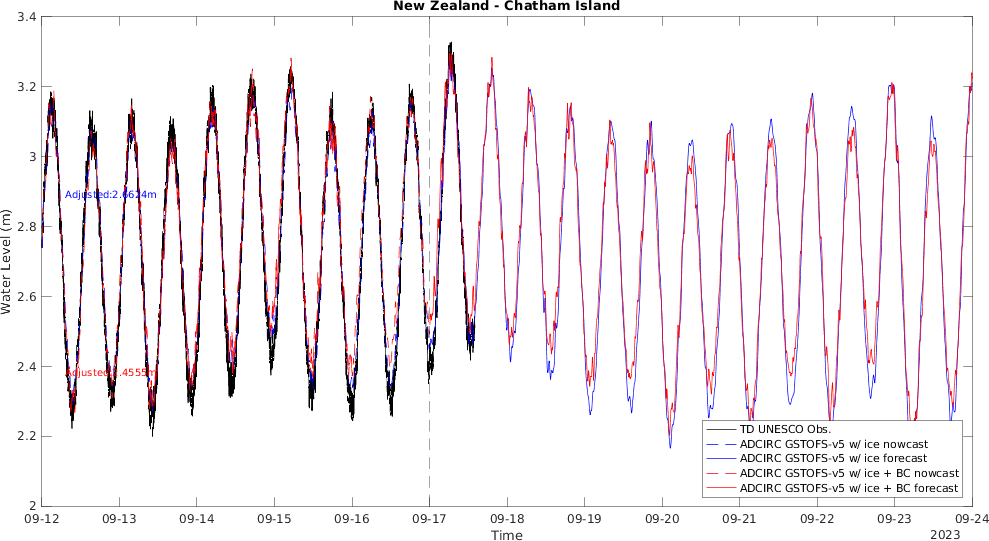 New Zealand - Chatham Island
3.4
3.2
3
2.8
2.6
2.4
2.2
2
Water Level (m)
Adjusted:2.6624m
Adjusted:2.4555m
TD UNESCO Obs.
ADCIRC GSTOFS-v5 w/ ice nowcast
ADCIRC GSTOFS-v5 w/ ice forecast
ADCIRC GSTOFS-v5 w/ ice + BC nowcast
ADCIRC GSTOFS-v5 w/ ice + BC forecast
09-12 09-13 09-14 09-15 09-16 09-17 09-18 09-19 09-20 09-21 09-22 09-23 09-24
Time
2023